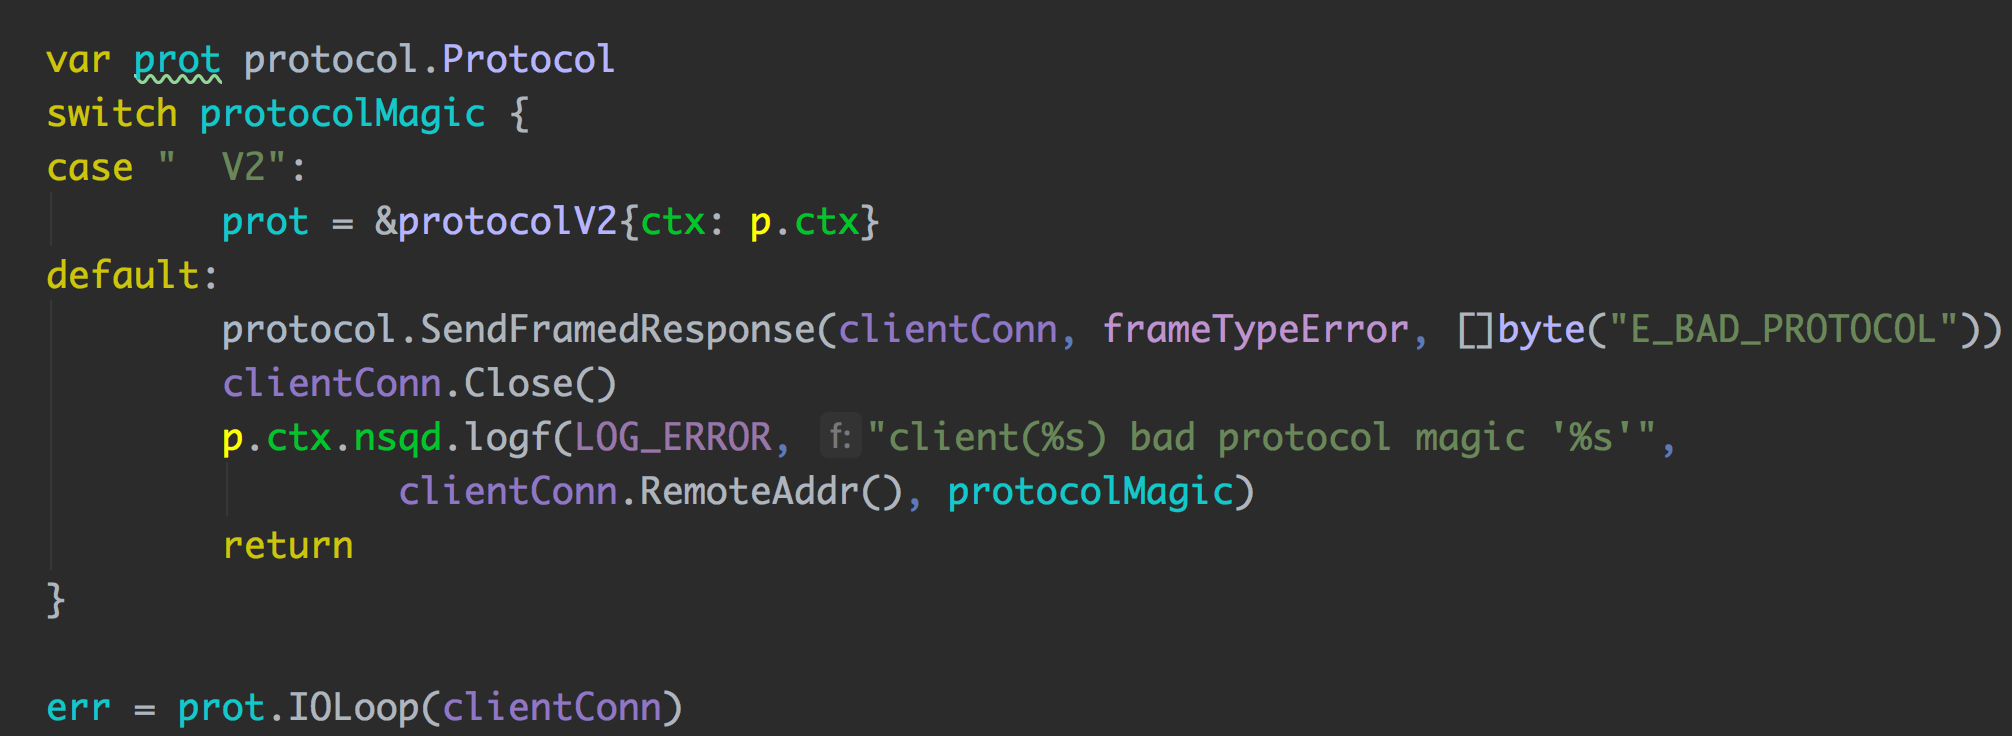 var prot protocol.Protocol
switch protocolMagic {
case "  V2":
        prot = &protocolV2{ctx: p.ctx}
default:
        protocol.SendFramedResponse(clientConn, frameTypeError, []byte("E_BAD_PROTOCOL"))
        clientConn.Close()
        p.ctx.nsqd.logf(LOG_ERROR, f: "client(%s) bad protocol magic '%s'",
                clientConn.RemoteAddr(), protocolMagic)
        return
}
err = prot.IOLoop(clientConn)